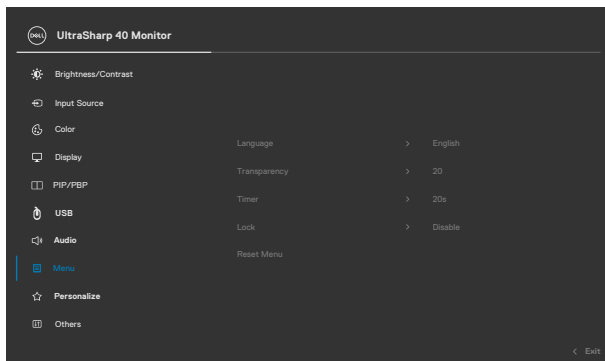 DELL UltraSharp 40 Monitor
Brightness/Contrast
Input Source
Color
Display
PIP/PBP
USB
Audio
Menu
Personalize
Others
Language > English
Transparency > 20
Timer > 20s
Lock > Disable
Reset Menu
< Exit